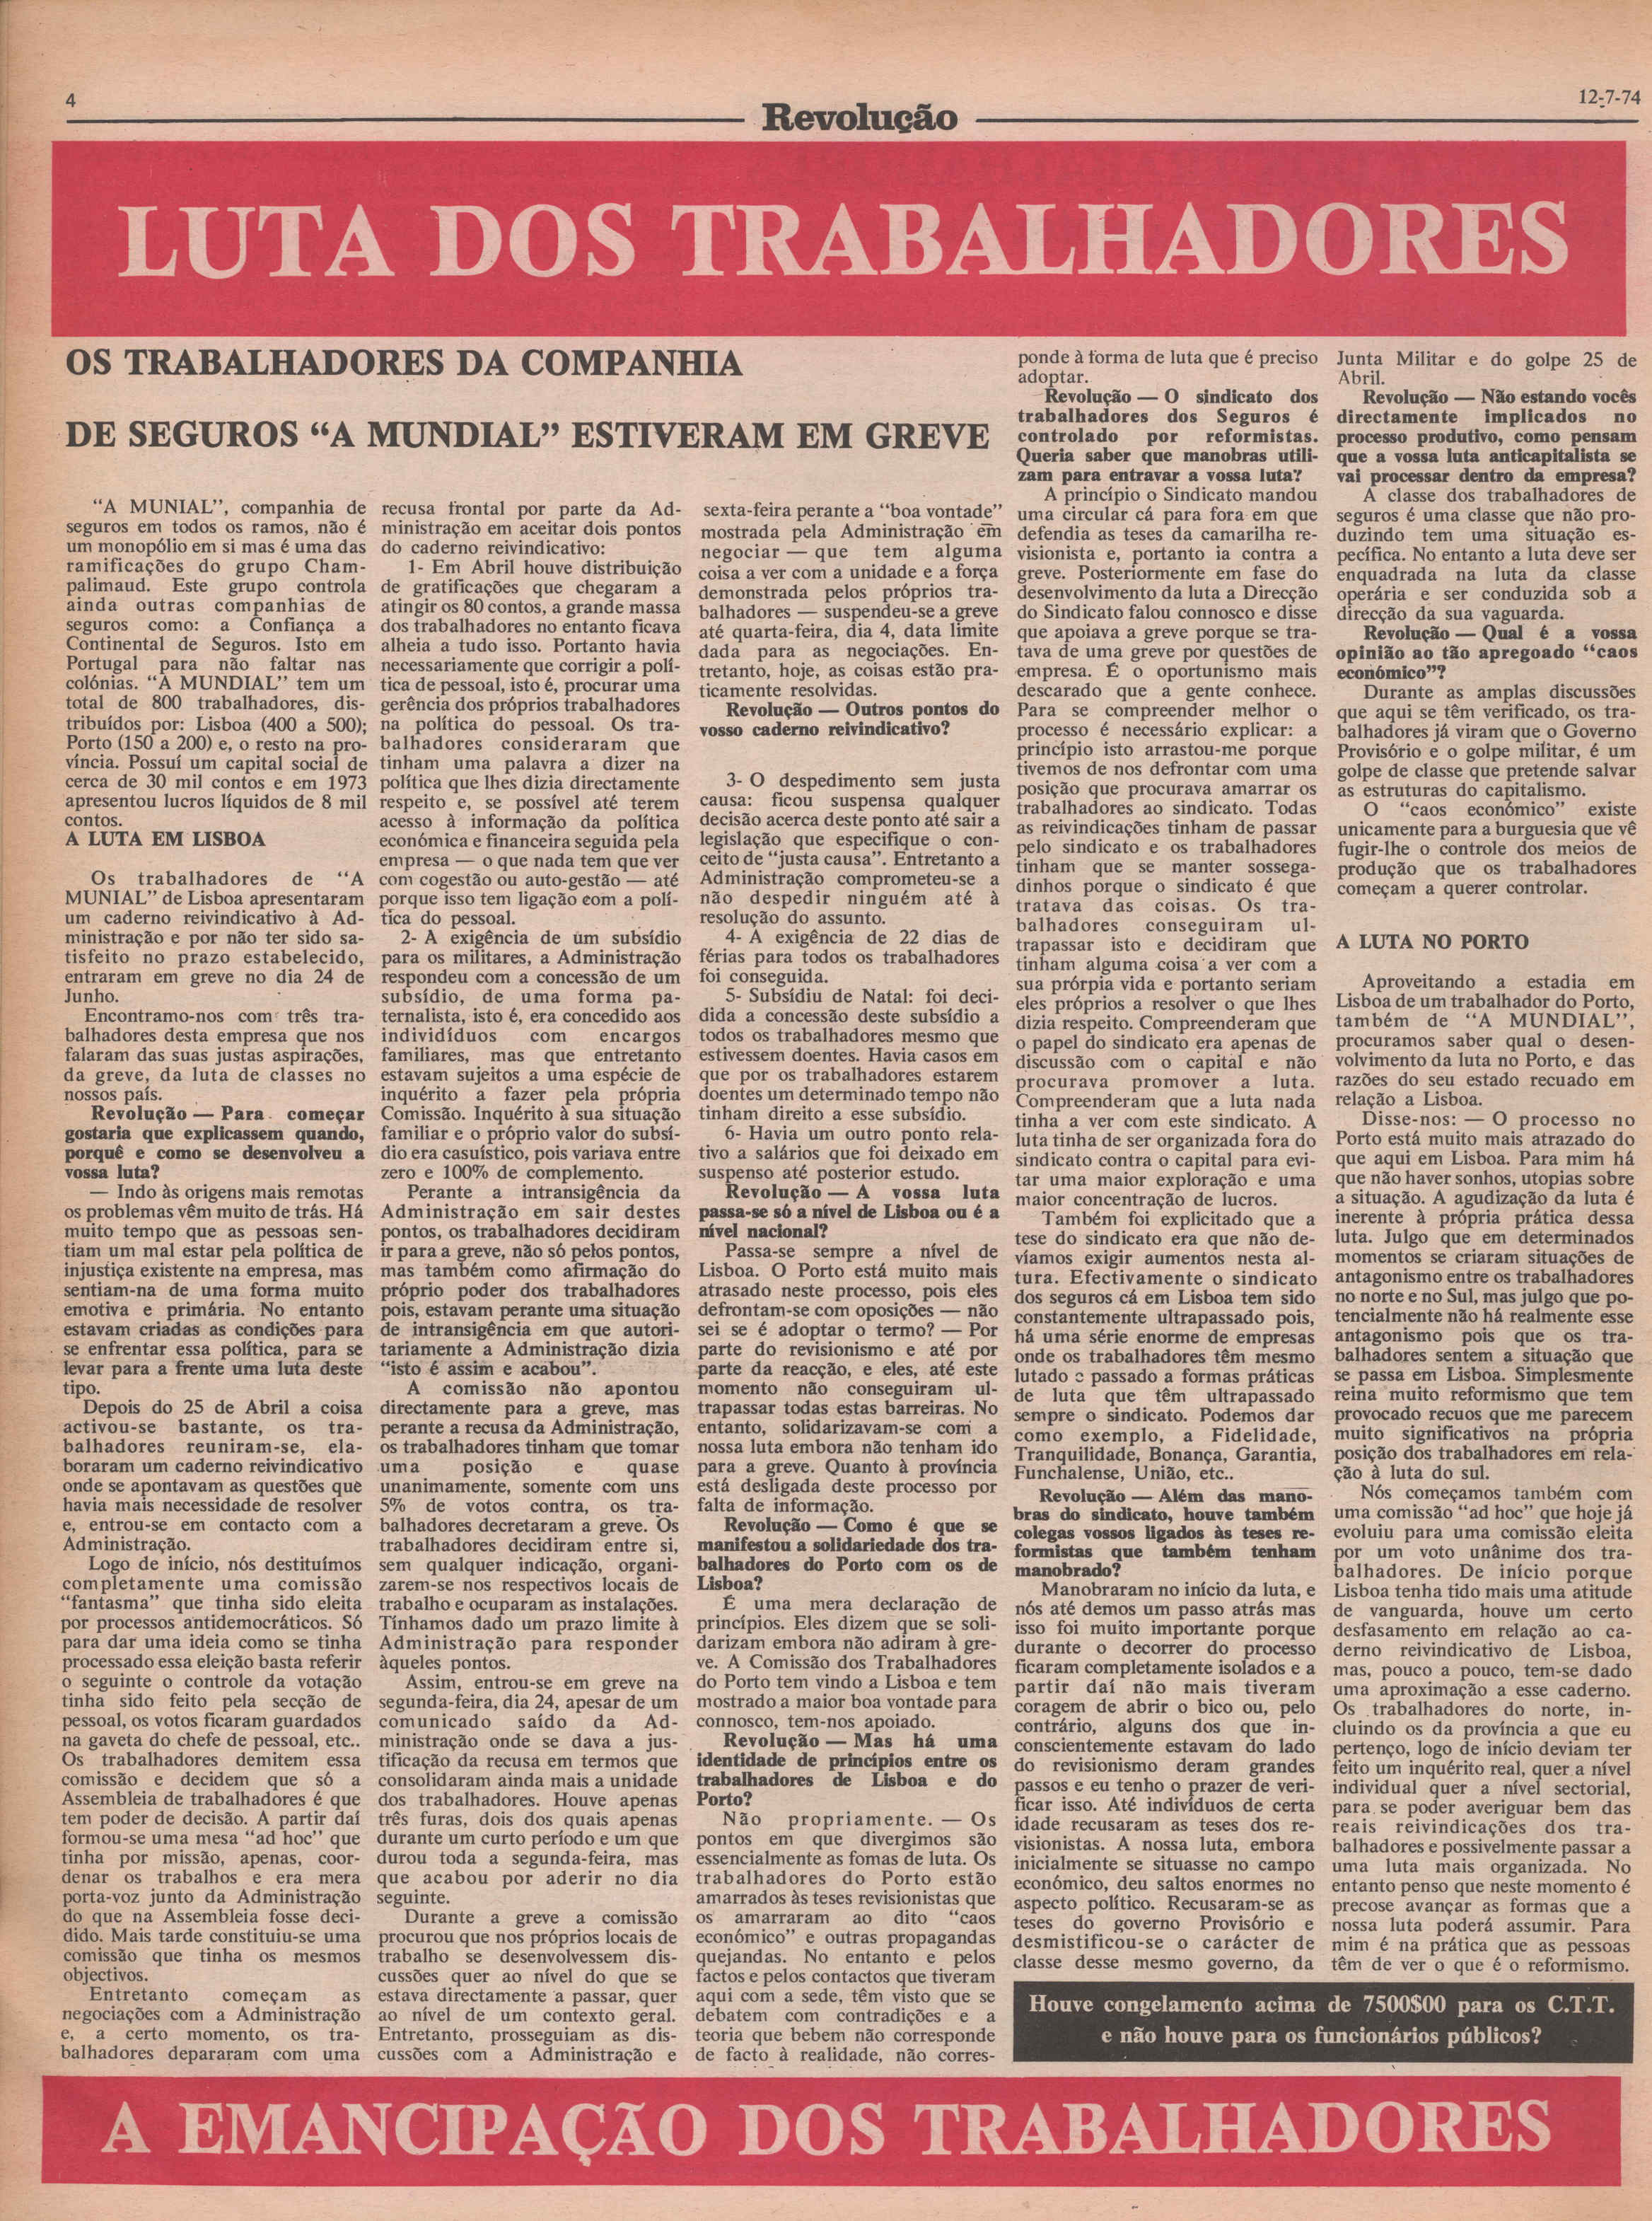 4
12-7-74
Revolução
LUTA DOS TRABALHADORES
OS TRABALHADORES DA COMPANHIA
DE SEGUROS “A MUNDIAL” ESTIVERAM EM GREVE
“A MUNIAL”, companhia de
seguros em todos os ramos, não é
um monopólio em si mas é uma das
ramificações do grupo Cham-
palimaud. Este grupo controla
ainda outras companhias de
seguros como: a Confiança a
Continental de Seguros. Isto em
Portugal para não faltar nas
colónias. “A MUNDIAL” tem um
total de 800 trabalhadores, dis-
tribuídos por: Lisboa (400 a 500);
Porto (150 a 200) e, o resto na pro-
víncia. Possuí um capital social de
cerca de 30 mil contos e em 1973
apresentou lucros líquidos de 8 mil
contos.
A LUTA EM LISBOA
Os trabalhadores de “A
MUNIAL” de Lisboa apresentaram
um caderno reivindicativo à Ad-
ministração e por não ter sido sa-
tisfeito no prazo estabelecido,
entraram em greve no dia 24 de
Junho.
Encontramo-nos com três tra-
balhadores desta empresa que nos
falaram das suas justas aspirações,
da greve, da luta de classes no
nossos país.
Revolução — Para começar
gostaria que explicassem quando,
porquê e como se desenvolveu a
vossa luta?
— Indo às origens mais remotas
os problemas vêm muito de trás. Há
muito tempo que as pessoas sen-
tiam um mal estar pela política de
injustiça existente na empresa, mas
sentiam-na de uma forma muito
emotiva e primária. No entanto
estavam criadas as condições para
se enfrentar essa política, para se
levar para a frente uma luta deste
tipo.
Depois do 25 de Abril a coisa
activou-se bastante, os tra-
balhadores reuniram-se, ela-
boraram um caderno reivindicativo
onde se apontavam as questões que
havia mais necessidade de resolver
e, entrou-se em contacto com a
Administração.
Logo de início, nós destituímos
completamente uma comissão
“fantasma” que tinha sido eleita
por processos antidemocráticos. Só
para dar uma ideia como se tinha
processado essa eleição basta referir
o seguinte o controle da votação
tinha sido feito pela secção de
pessoal, os votos ficaram guardados
na gaveta do chefe de pessoal, etc..
Os trabalhadores demitem essa
comissão e decidem que só a
Assembleia de trabalhadores é que
tem poder de decisão. A partir daí
formou-se uma mesa “ad hoc” que
tinha por missão, apenas, coor-
denar os trabalhos e era mera
porta-voz junto da Administração
do que na Assembleia fosse deci-
dido. Mais tarde constituiu-se uma
comissão que tinha os mesmos
objectivos.
Entretanto começam as
negociações com a Administração
e, a certo momento, os tra-
balhadores depararam com uma
recusa frontal por parte da Ad-
ministração em aceitar dois pontos
do caderno reivindicativo:
1- Em Abril houve distribuição
de gratificações que chegaram a
atingir os 80 contos, a grande massa
dos trabalhadores no entanto ficava
alheia a tudo isso. Portanto havia
necessariamente que corrigir a polí-
tica de pessoal, isto é, procurar uma
gerência dos próprios trabalhadores
na política do pessoal. Os tra-
balhadores consideraram que
tinham uma palavra a dizer na
política que lhes dizia directamente
respeito e, se possível até terem
acesso à informação da política
económica e financeira seguida pela
empresa — o que nada tem que ver
com cogestão ou auto-gestão — até
porque isso tem ligação com a polí-
tica do pessoal.
2- A exigência de um subsídio
para os militares, a Administração
respondeu com a concessão de um
subsídio, de uma forma pa-
ternalista, isto é, era concedido aos
individíduos com encargos
familiares, mas que entretanto
estavam sujeitos a uma espécie de
inquérito a fazer pela própria
Comissão. Inquérito à sua situação
familiar e o próprio valor do subsí-
dio era casuístico, pois variava entre
zero e 100% de complemento.
Perante a intransigência da
Administração em sair destes
pontos, os trabalhadores decidiram
ir para a greve, não só pelos pontos,
mas também como afirmação do
próprio poder dos trabalhadores
pois, estavam perante uma situação
de intransigência em que autori-
tariamente a Administração dizia
“isto é assim e acabou”.
A comissão não apontou
directamente para a greve, mas
perante a recusa da Administração,
os trabalhadores tinham que tomar
uma posição e quase
unanimamente, somente com uns
5% de votos contra, os tra-
balhadores decretaram a greve. Os
trabalhadores decidiram entre si,
sem qualquer indicação, organi-
zarem-se nos respectivos locais de
trabalho e ocuparam as instalações.
Tínhamos dado um prazo limite à
Administração para responder
àqueles pontos.
Assim, entrou-se em greve na
segunda-feira, dia 24, apesar de um
comunicado saído da Ad-
ministração onde se dava a jus-
tificação da recusa em termos que
consolidaram ainda mais a unidade
dos trabalhadores. Houve apenas
três furas, dois dos quais apenas
durante um curto período e um que
durou toda a segunda-feira, mas
que acabou por aderir no dia
seguinte.
Durante a greve a comissão
procurou que nos próprios locais de
trabalho se desenvolvessem dis-
cussões quer ao nível do que se
estava directamente a passar, quer
ao nível de um contexto geral.
Entretanto, prosseguiam as dis-
cussões com a Administração e
sexta-feira perante a “boa vontade”
mostrada pela Administração em
negociar — que tem alguma
coisa a ver com a unidade e a força
demonstrada pelos próprios tra-
balhadores — suspendeu-se a greve
até quarta-feira, dia 4, data limite
dada para as negociações. En-
tretanto, hoje, as coisas estão pra-
ticamente resolvidas.
Revolução — Outros pontos do
vosso caderno reivindicativo?
3- O despedimento sem justa
causa: ficou suspensa qualquer
decisão acerca deste ponto até sair a
legislação que especifique o con-
ceito de “justa causa”. Entretanto a
Administração comprometeu-se a
não despedir ninguém até à
resolução do assunto.
4- A exigência de 22 dias de
férias para todos os trabalhadores
foi conseguida.
5- Subsídiu de Natal: foi deci-
dida a concessão deste subsídio a
todos os trabalhadores mesmo que
estivessem doentes. Havia casos em
que por os trabalhadores estarem
doentes um determinado tempo não
tinham direito a esse subsídio.
6- Havia um outro ponto rela-
tivo a salários que foi deixado em
suspenso até posterior estudo.
Revolução — A vossa luta
passa-se só a nível de Lisboa ou é a
nível nacional?
Passa-se sempre a nível de
Lisboa. O Porto está muito mais
atrasado neste processo, pois eles
defrontam-se com oposições — não
sei se é adoptar o termo? — Por
parte do revisionismo e até por
parte da reacção, e eles, até este
momento não conseguiram ul-
trapassar todas estas barreiras. No
entanto, solidarizavam-se com a
nossa luta embora não tenham ido
para a greve. Quanto à província
está desligada deste processo por
falta de informação.
Revolução — Como é que se
manifestou a solidariedade dos tra-
balhadores do Porto com os de
Lisboa?
É uma mera declaração de
princípios. Eles dizem que se soli-
darizam embora não adiram à gre-
ve. A Comissão dos Trabalhadores
do Porto tem vindo a Lisboa e tem
mostrado a maior boa vontade para
connosco, tem-nos apoiado.
Revolução — Mas há uma
identidade de princípios entre os
trabalhadores de Lisboa e do
Porto?
Não propriamente. — Os
pontos em que divergimos são
essencialmente as fomas de luta. Os
trabalhadores do Porto estão
amarrados às teses revisionistas que
os amarraram ao dito “caos
económico” e outras propagandas
quejandas. No entanto e pelos
factos e pelos contactos que tiveram
aqui com a sede, têm visto que se
debatem com contradições e a
teoria que bebem não corresponde
de facto à realidade, não corres-
ponde à forma de luta que é preciso
adoptar.
Revolução — O sindicato dos
trabalhadores dos Seguros é
controlado por reformistas.
Queria saber que manobras utili-
zam para entravar a vossa luta?
A princípio o Sindicato mandou
uma circular cá para fora em que
defendia as teses da camarilha re-
visionista e, portanto ia contra a
greve. Posteriormente em fase do
desenvolvimento da luta a Direcção
do Sindicato falou connosco e disse
que apoiava a greve porque se tra-
tava de uma greve por questões de
empresa. É o oportunismo mais
descarado que a gente conhece.
Para se compreender melhor o
processo é necessário explicar: a
princípio isto arrastou-me porque
tivemos de nos defrontar com uma
posição que procurava amarrar os
trabalhadores ao sindicato. Todas
as reivindicações tinham de passar
pelo sindicato e os trabalhadores
tinham que se manter sossega-
dinhos porque o sindicato é que
tratava das coisas. Os tra-
balhadores conseguiram ul-
trapassar isto e decidiram que
tinham alguma coisa a ver com a
sua prórpia vida e portanto seriam
eles próprios a resolver o que lhes
dizia respeito. Compreenderam que
o papel do sindicato era apenas de
discussão com o capital e não
procurava promover a luta.
Compreenderam que a luta nada
tinha a ver com este sindicato. A
luta tinha de ser organizada fora do
sindicato contra o capital para evi-
tar uma maior exploração e uma
maior concentração de lucros.
Também foi explicitado que a
tese do sindicato era que não de-
víamos exigir aumentos nesta al-
tura. Efectivamente o sindicato
dos seguros cá em Lisboa tem sido
constantemente ultrapassado pois,
há uma série enorme de empresas
onde os trabalhadores têm mesmo
lutado e passado a formas práticas
de luta que têm ultrapassado
sempre o sindicato. Podemos dar
como exemplo, a Fidelidade,
Tranquilidade, Bonança, Garantia,
Funchalense, União, etc..
Revolução — Além das mano-
bras do sindicato, houve também
colegas vossos ligados às teses re-
formistas que também tenham
manobrado?
Manobraram no início da luta, e
nós até demos um passo atrás mas
isso foi muito importante porque
durante o decorrer do processo
ficaram completamente isolados e a
partir daí não mais tiveram
coragem de abrir o bico ou, pelo
contrário, alguns dos que in-
conscientemente estavam do lado
do revisionismo deram grandes
passos e eu tenho o prazer de veri-
ficar isso. Até indivíduos de certa
idade recusaram as teses dos re-
visionistas. A nossa luta, embora
inicialmente se situasse no campo
económico, deu saltos enormes no
aspecto político. Recusaram-se as
teses do governo Provisório e
desmistificou-se o carácter de
classe desse mesmo governo, da
Junta Militar e do golpe 25 de
Abril.
Revolução — Não estando vocês
directamente implicados no
processo produtivo, como pensam
que a vossa luta anticapitalista se
vai processar dentro da empresa?
A classe dos trabalhadores de
seguros é uma classe que não pro-
duzindo tem uma situação es-
pecífica. No entanto a luta deve ser
enquadrada na luta da classe
operária e ser conduzida sob a
direcção da sua vaguarda.
Revolução — Qual é a vossa
opinião ao tão apregoado “caos
económico”?
Durante as amplas discussões
que aqui se têm verificado, os tra-
balhadores já viram que o Governo
Provisório e o golpe militar, é um
golpe de classe que pretende salvar
as estruturas do capitalismo.
O “caos económico” existe
unicamente para a burguesia que vê
fugir-lhe o controle dos meios de
produção que os trabalhadores
começam a querer controlar.
A LUTA NO PORTO
Aproveitando a estadia em
Lisboa de um trabalhador do Porto,
também de “A MUNDIAL”,
procuramos saber qual o desen-
volvimento da luta no Porto, e das
razões do seu estado recuado em
relação a Lisboa.
Disse-nos: — O processo no
Porto está muito mais atrazado do
que aqui em Lisboa. Para mim há
que não haver sonhos, utopias sobre
a situação. A agudização da luta é
inerente à própria prática dessa
luta. Julgo que em determinados
momentos se criaram situações de
antagonismo entre os trabalhadores
no norte e no Sul, mas julgo que po-
tencialmente não há realmente esse
antagonismo pois que os tra-
balhadores sentem a situação que
se passa em Lisboa. Simplesmente
reina muito reformismo que tem
provocado recuos que me parecem
muito significativos na própria
posição dos trabalhadores em rela-
ção à luta do sul.
Nós começamos também com
uma comissão “ad hoc” que hoje já
evoluiu para uma comissão eleita
por um voto unânime dos tra-
balhadores. De início porque
Lisboa tenha tido mais uma atitude
de vanguarda, houve um certo
desfasamento em relação ao ca-
derno reivindicativo de Lisboa,
mas, pouco a pouco, tem-se dado
uma aproximação a esse caderno.
Os trabalhadores do norte, in-
cluindo os da província a que eu
pertenço, logo de início deviam ter
feito um inquérito real, quer a nível
individual quer a nível sectorial,
para se poder averiguar bem das
reais reivindicações dos tra-
balhadores e possivelmente passar a
uma luta mais organizada. No
entanto penso que neste momento é
precose avançar as formas que a
nossa luta poderá assumir. Para
mim é na prática que as pessoas
têm de ver o que é o reformismo.
Houve congelamento acima de 7500$00 para os C.T.T.
e não houve para os funcionários públicos?
A EMANCIPAÇÃO DOS TRABALHADORES